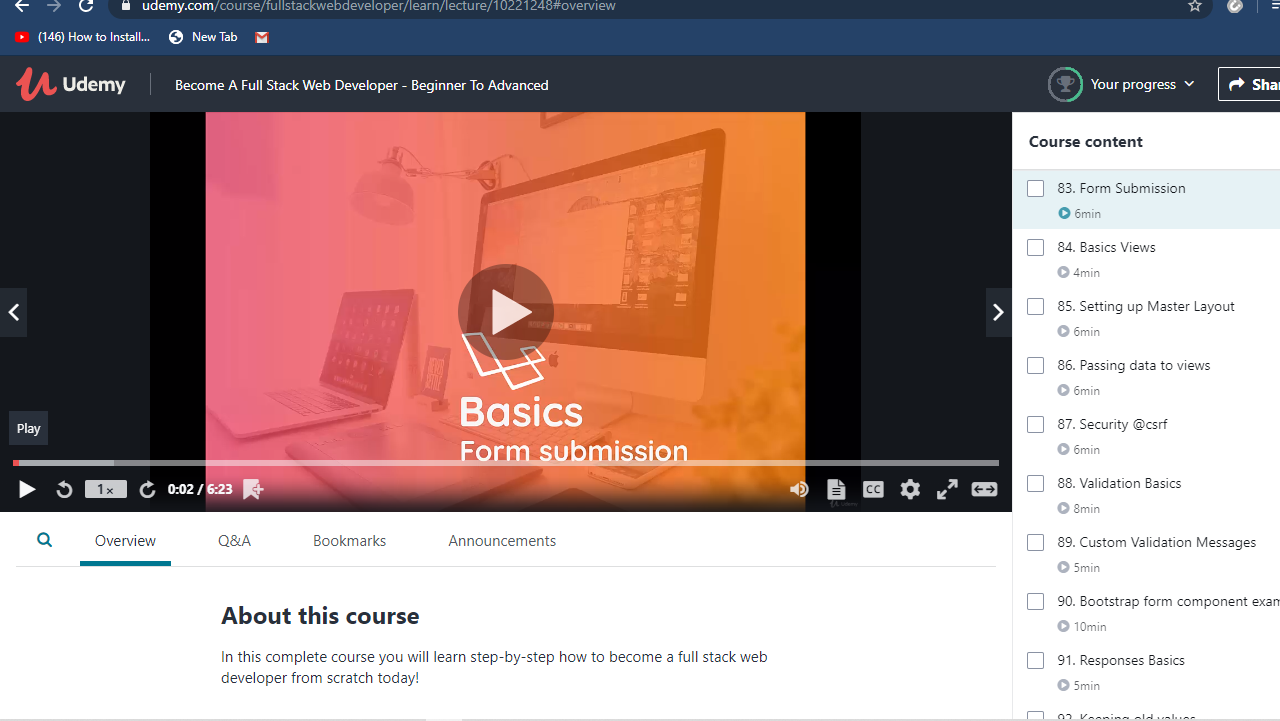 udemy.com/course/fullstackwebdeveloper/learn/lecture/10221248#overview
(146) How to Install...
New Tab
Udemy
Become A Full Stack Web Developer - Beginner To Advanced
Your progress
Shar
Basics
Form submission
Play
1x
0:02 / 6:23
CC
Course content
83. Form Submission
6min
84. Basics Views
4min
85. Setting up Master Layout
6min
86. Passing data to views
6min
87. Security @csrf
6min
88. Validation Basics
8min
89. Custom Validation Messages
5min
90. Bootstrap form component exam
10min
91. Responses Basics
5min
92. Keeping old values
Overview
Q&A
Bookmarks
Announcements
About this course
In this complete course you will learn step-by-step how to become a full stack web
developer from scratch today!